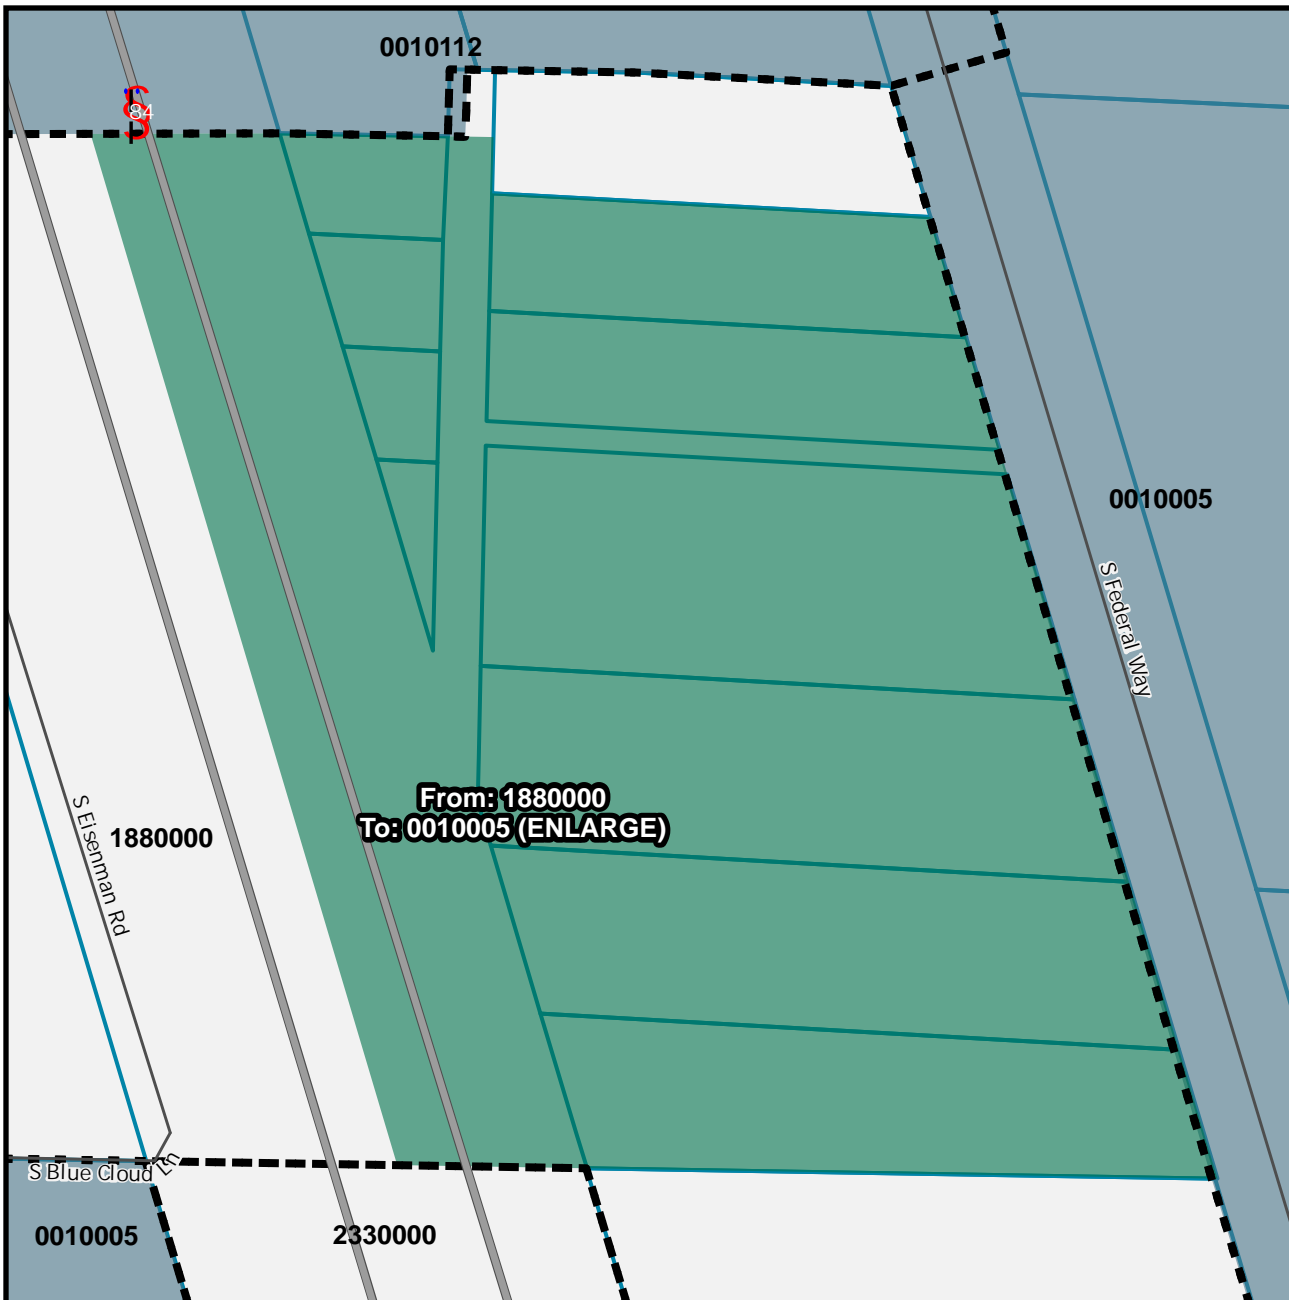 0010112
84
0010005
S Federal Way
From: 1880000
To: 0010005 (ENLARGE)
S Eisenman Rd
1880000
S Blue Cloud Ln
0010005
2330000